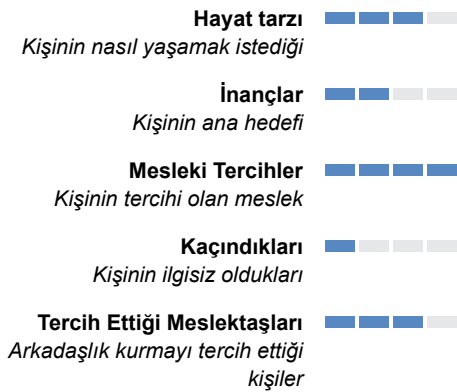 Hayat tarzı
Kişinin nasıl yaşamak istediği
İnançlar
Kişinin ana hedefi
Mesleki Tercihler
Kişinin tercihi olan meslek
Kaçındıkları
Kişinin ilgisiz oldukları
Tercih Ettiği Meslektaşları
Arkadaşlık kurmayı tercih ettiği
kişiler